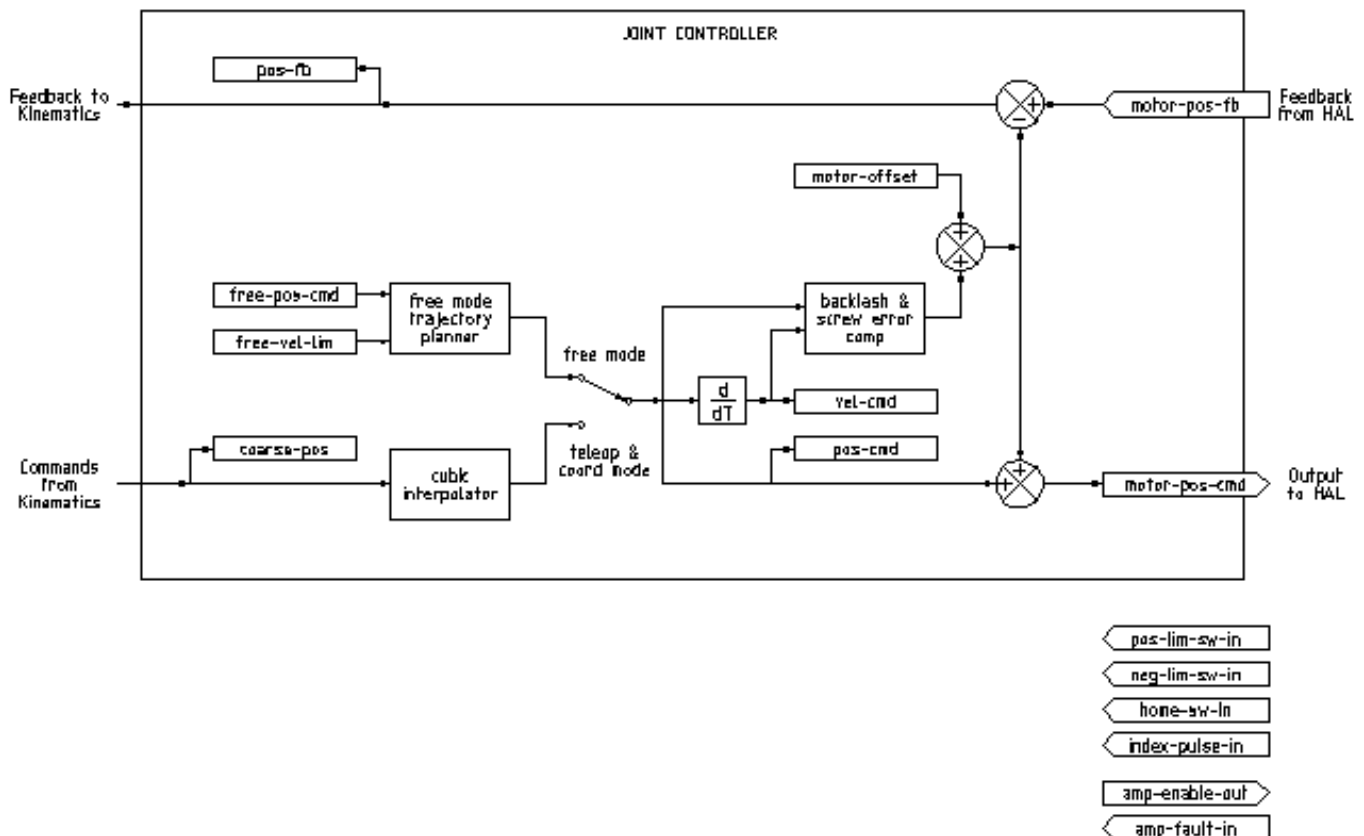 JOINT CONTROLLER
pos-fb
Feedback to
Kinematics
motor-pos-fb
Feedback
from HAL
+
-
motor-offset
+
+
free-pos-cmd
free-vel-lim
free mode
trajectory
planner
free mode
backlash &
screw error
comp
d
dT
vel-cmd
coarse-pos
cubic
interpolator
teleop &
coord mode
pos-cmd
Commands
from
Kinematics
+
+
motor-pos-cmd
Output
to HAL
pos-lim-sw-in
neg-lim-sw-in
home-sw-in
index-pulse-in
amp-enable-out
amp-fault-in